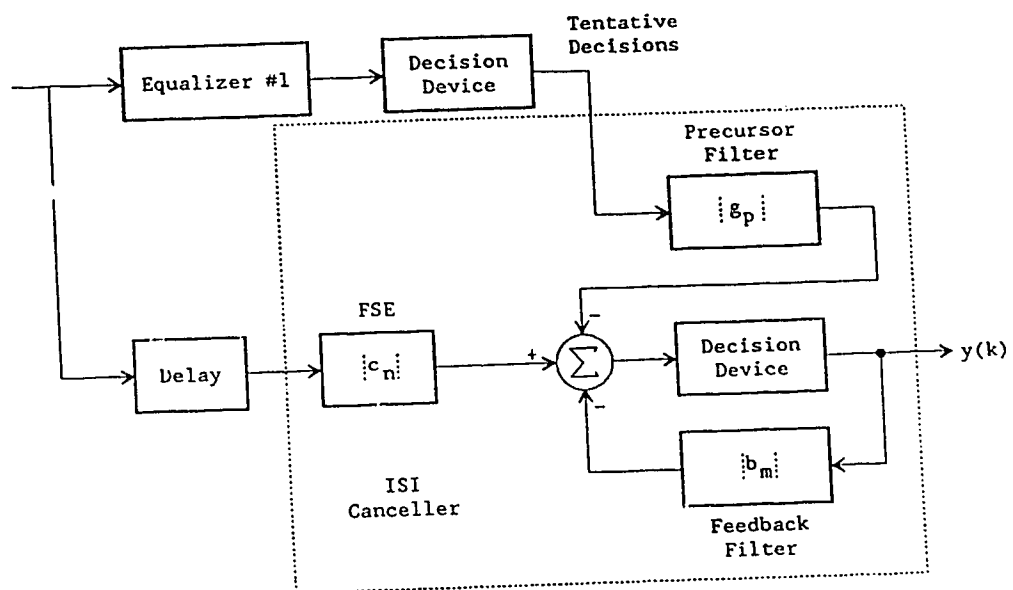 Tentative
Decisions
Equalizer #1
Decision
Device
Precursor
Filter
g_p
FSE
Delay
c_n
+
−
Σ
−
Decision
Device
y(k)
b_m
ISI
Canceller
Feedback
Filter